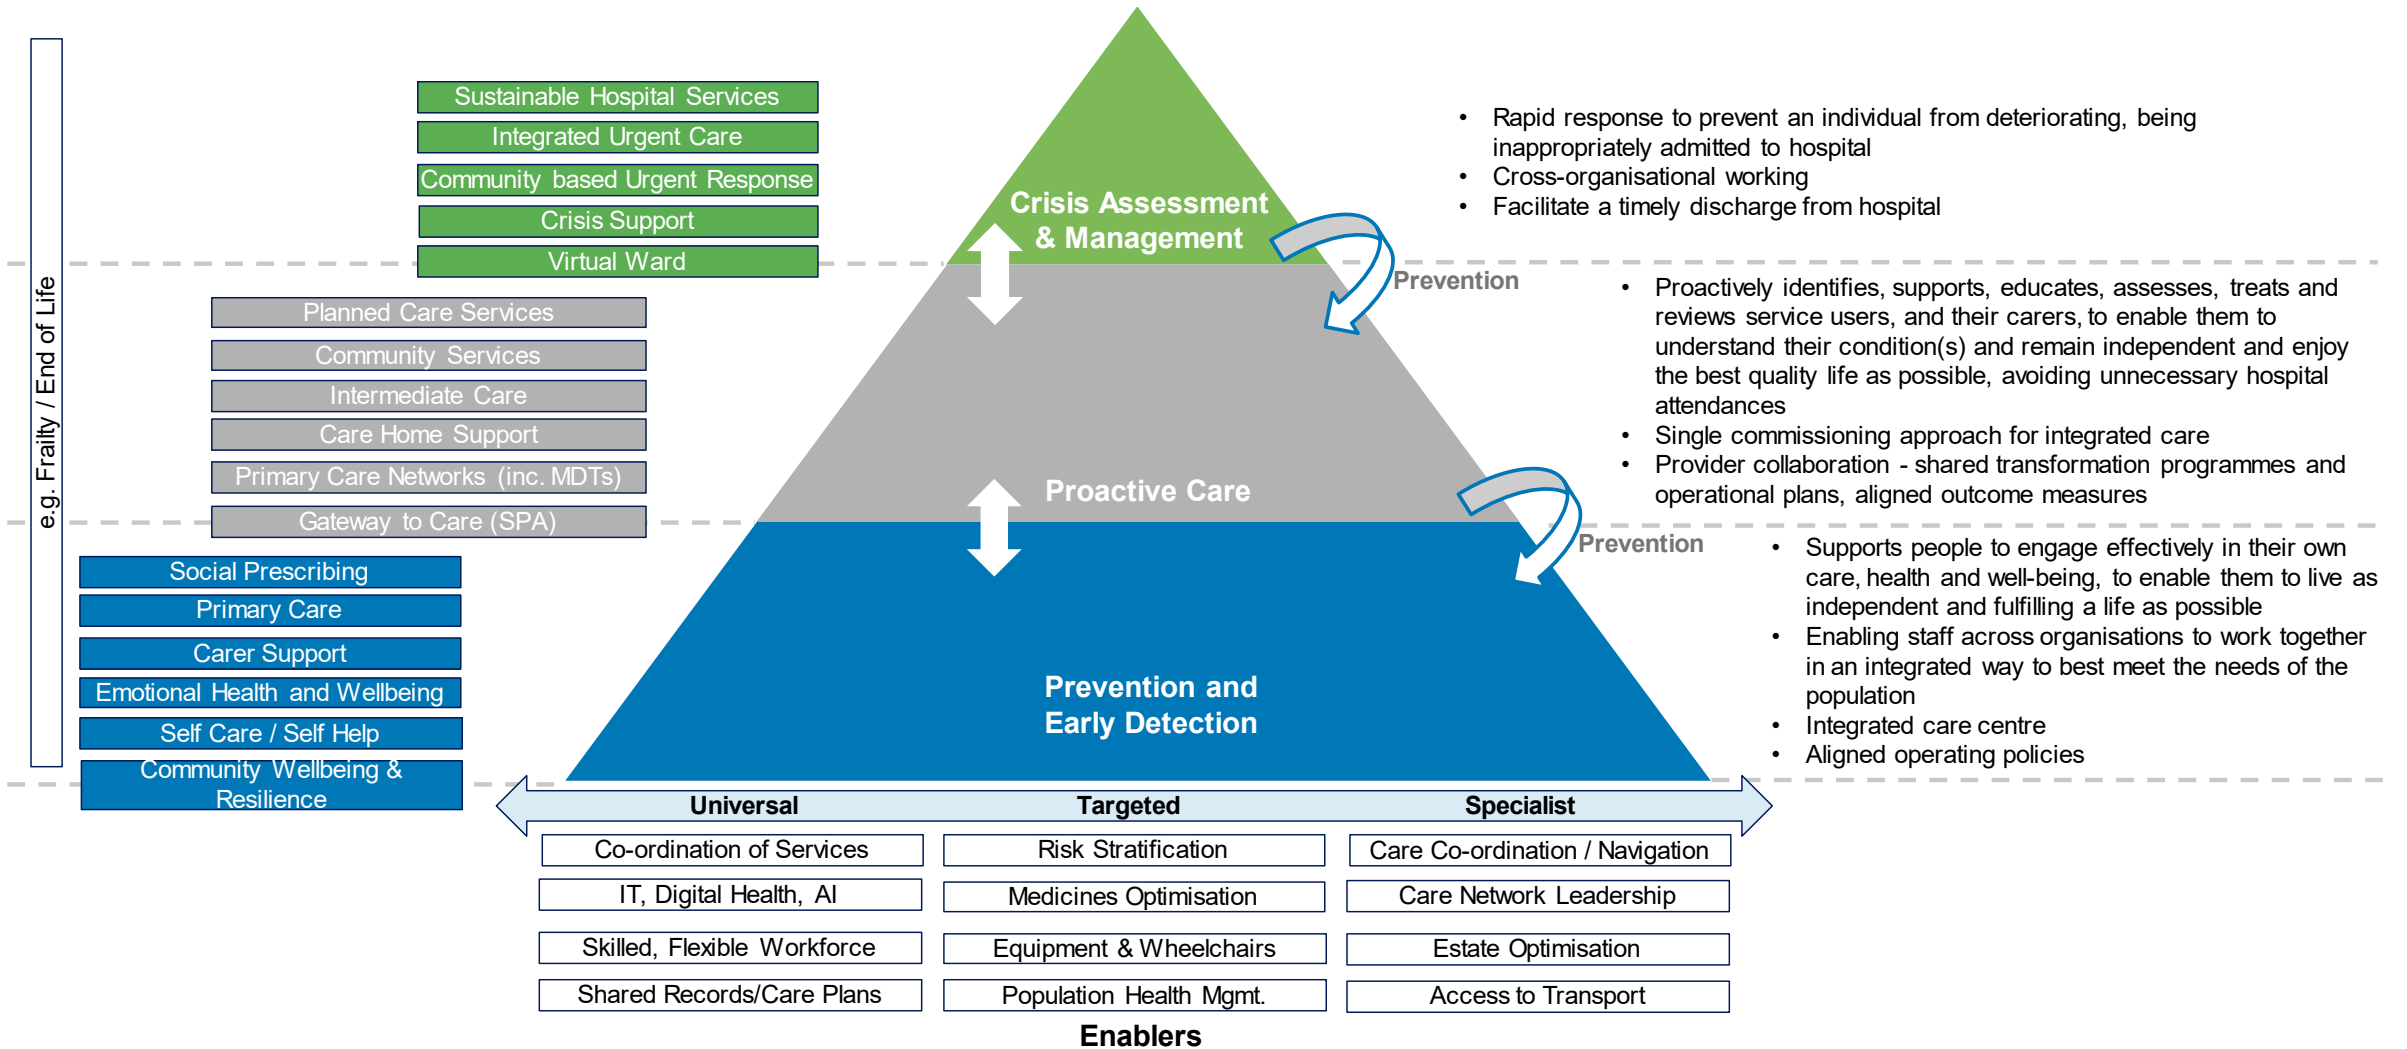 e.g. Frailty / End of Life
Sustainable Hospital Services
Integrated Urgent Care
Community based Urgent Response
Crisis Support
Virtual Ward
Planned Care Services
Community Services
Intermediate Care
Care Home Support
Primary Care Networks (inc. MDTs)
Gateway to Care (SPA)
Social Prescribing
Primary Care
Carer Support
Emotional Health and Wellbeing
Self Care / Self Help
Community Wellbeing &
Resilience
Crisis Assessment
& Management
Prevention
Proactive Care
Prevention
Prevention and
Early Detection
• Rapid response to prevent an individual from deteriorating, being
inappropriately admitted to hospital
• Cross-organisational working
• Facilitate a timely discharge from hospital
• Proactively identifies, supports, educates, assesses, treats and
reviews service users, and their carers, to enable them to
understand their condition(s) and remain independent and enjoy
the best quality life as possible, avoiding unnecessary hospital
attendances
• Single commissioning approach for integrated care
• Provider collaboration - shared transformation programmes and
operational plans, aligned outcome measures
• Supports people to engage effectively in their own
care, health and well-being, to enable them to live as
independent and fulfilling a life as possible
• Enabling staff across organisations to work together
in an integrated way to best meet the needs of the
population
• Integrated care centre
• Aligned operating policies
Universal
Targeted
Specialist
Co-ordination of Services
Risk Stratification
Care Co-ordination / Navigation
IT, Digital Health, AI
Medicines Optimisation
Care Network Leadership
Skilled, Flexible Workforce
Equipment & Wheelchairs
Estate Optimisation
Shared Records/Care Plans
Population Health Mgmt.
Access to Transport
Enablers